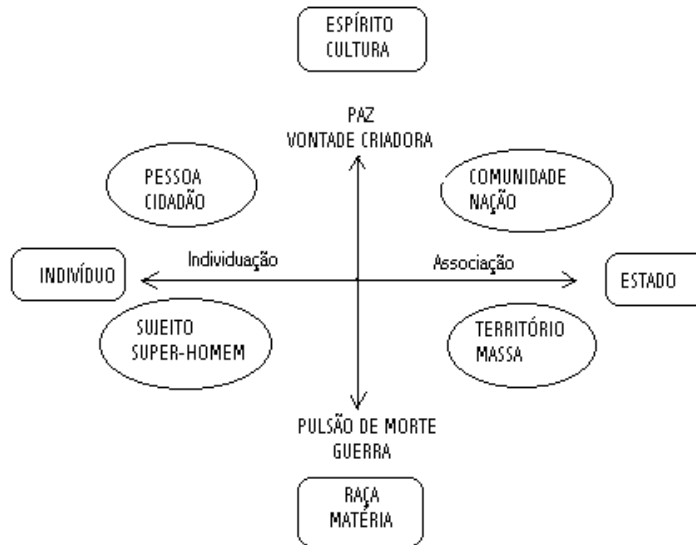 ESPÍRITO
CULTURA
PAZ
VONTADE CRIADORA
PESSOA
CIDADÃO
COMUNIDADE
NAÇÃO
Individuação
Associação
INDIVÍDUO
ESTADO
SUJEITO
SUPER-HOMEM
TERRITÓRIO
MASSA
PULSÃO DE MORTE
GUERRA
RAÇA
MATÉRIA